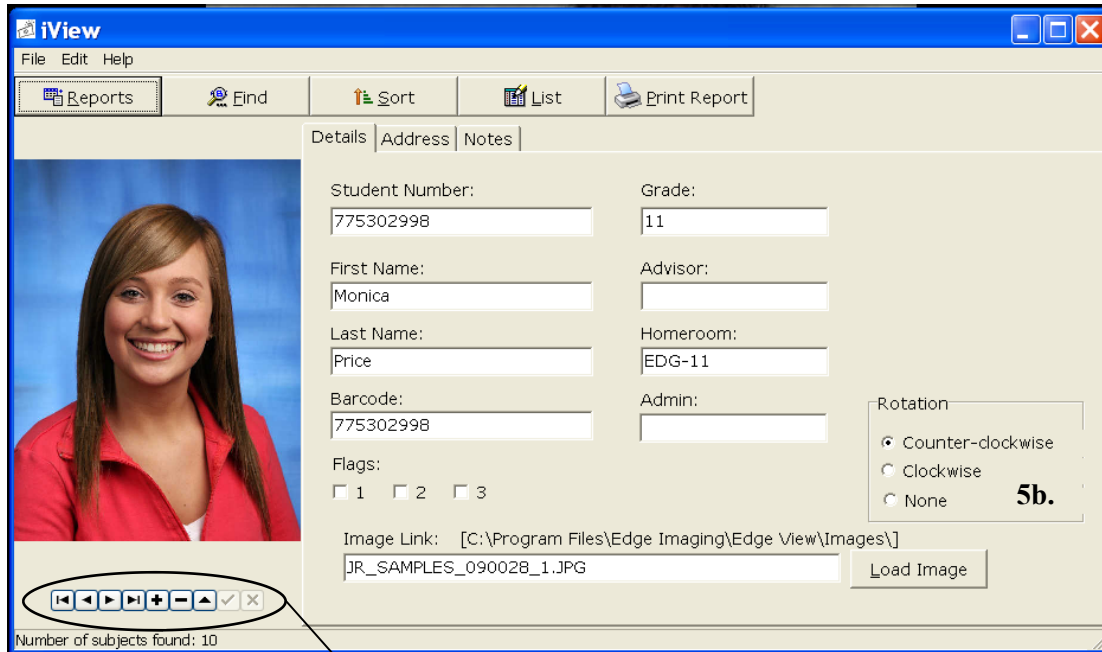 iView
File Edit Help
Reports Find Sort List Print Report
Details Address Notes
Student Number: Grade:
775302998 11
First Name: Advisor:
Monica
Last Name: Homeroom:
Price EDG-11
Barcode: Admin:
775302998
Rotation
Counter-clockwise
Clockwise
None 5b.
Flags:
1 2 3
Image Link: [C:\Program Files\Edge Imaging\Edge View\Images\]
JR_SAMPLES_090028_1.JPG Load Image
Number of subjects found: 10